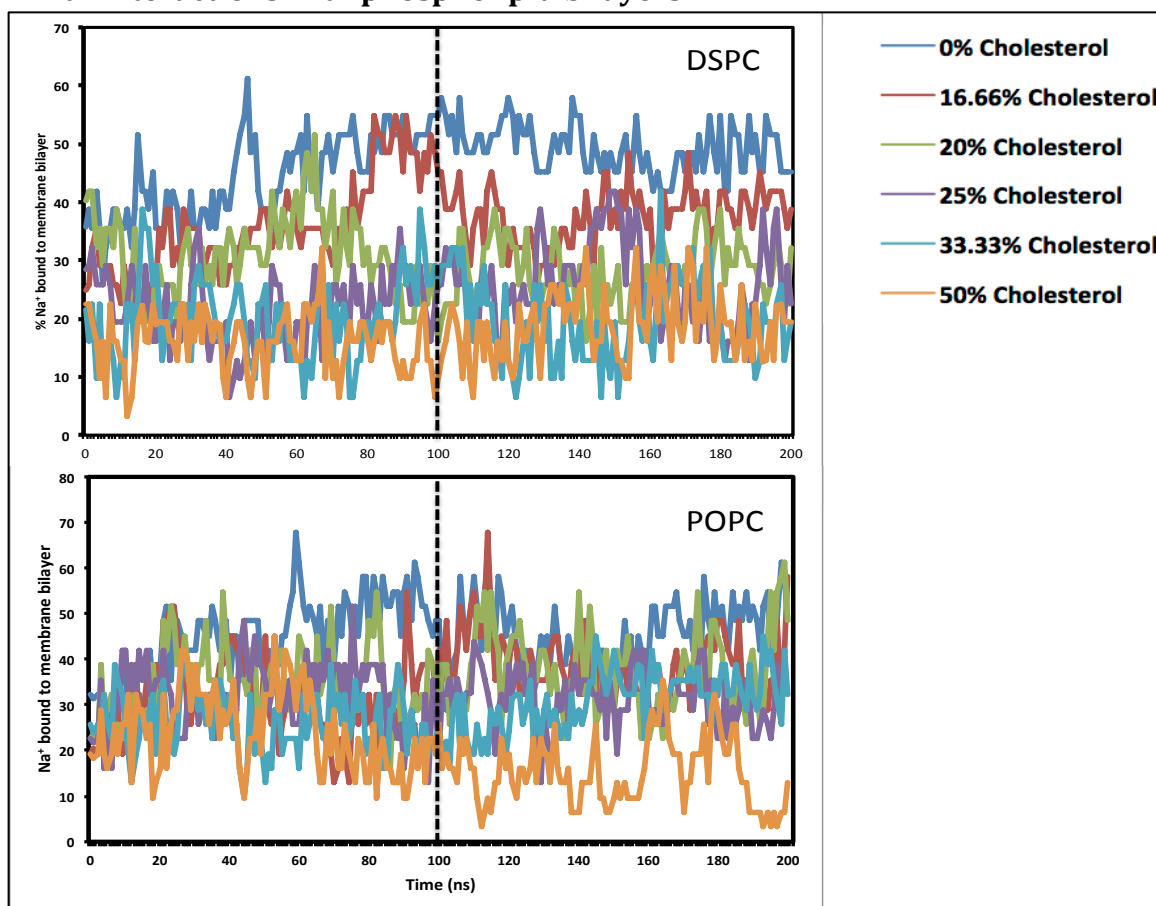 DSPC
70
60
50
40
30
20
10
0
% Na⁺ bound to membrane bilayer
0 20 40 60 80 100 120 140 160 180 200
0% Cholesterol
16.66% Cholesterol
20% Cholesterol
25% Cholesterol
33.33% Cholesterol
50% Cholesterol
POPC
80
70
60
50
40
30
20
10
0
Na⁺ bound to membrane bilayer
0 20 40 60 80 100 120 140 160 180 200
Time (ns)